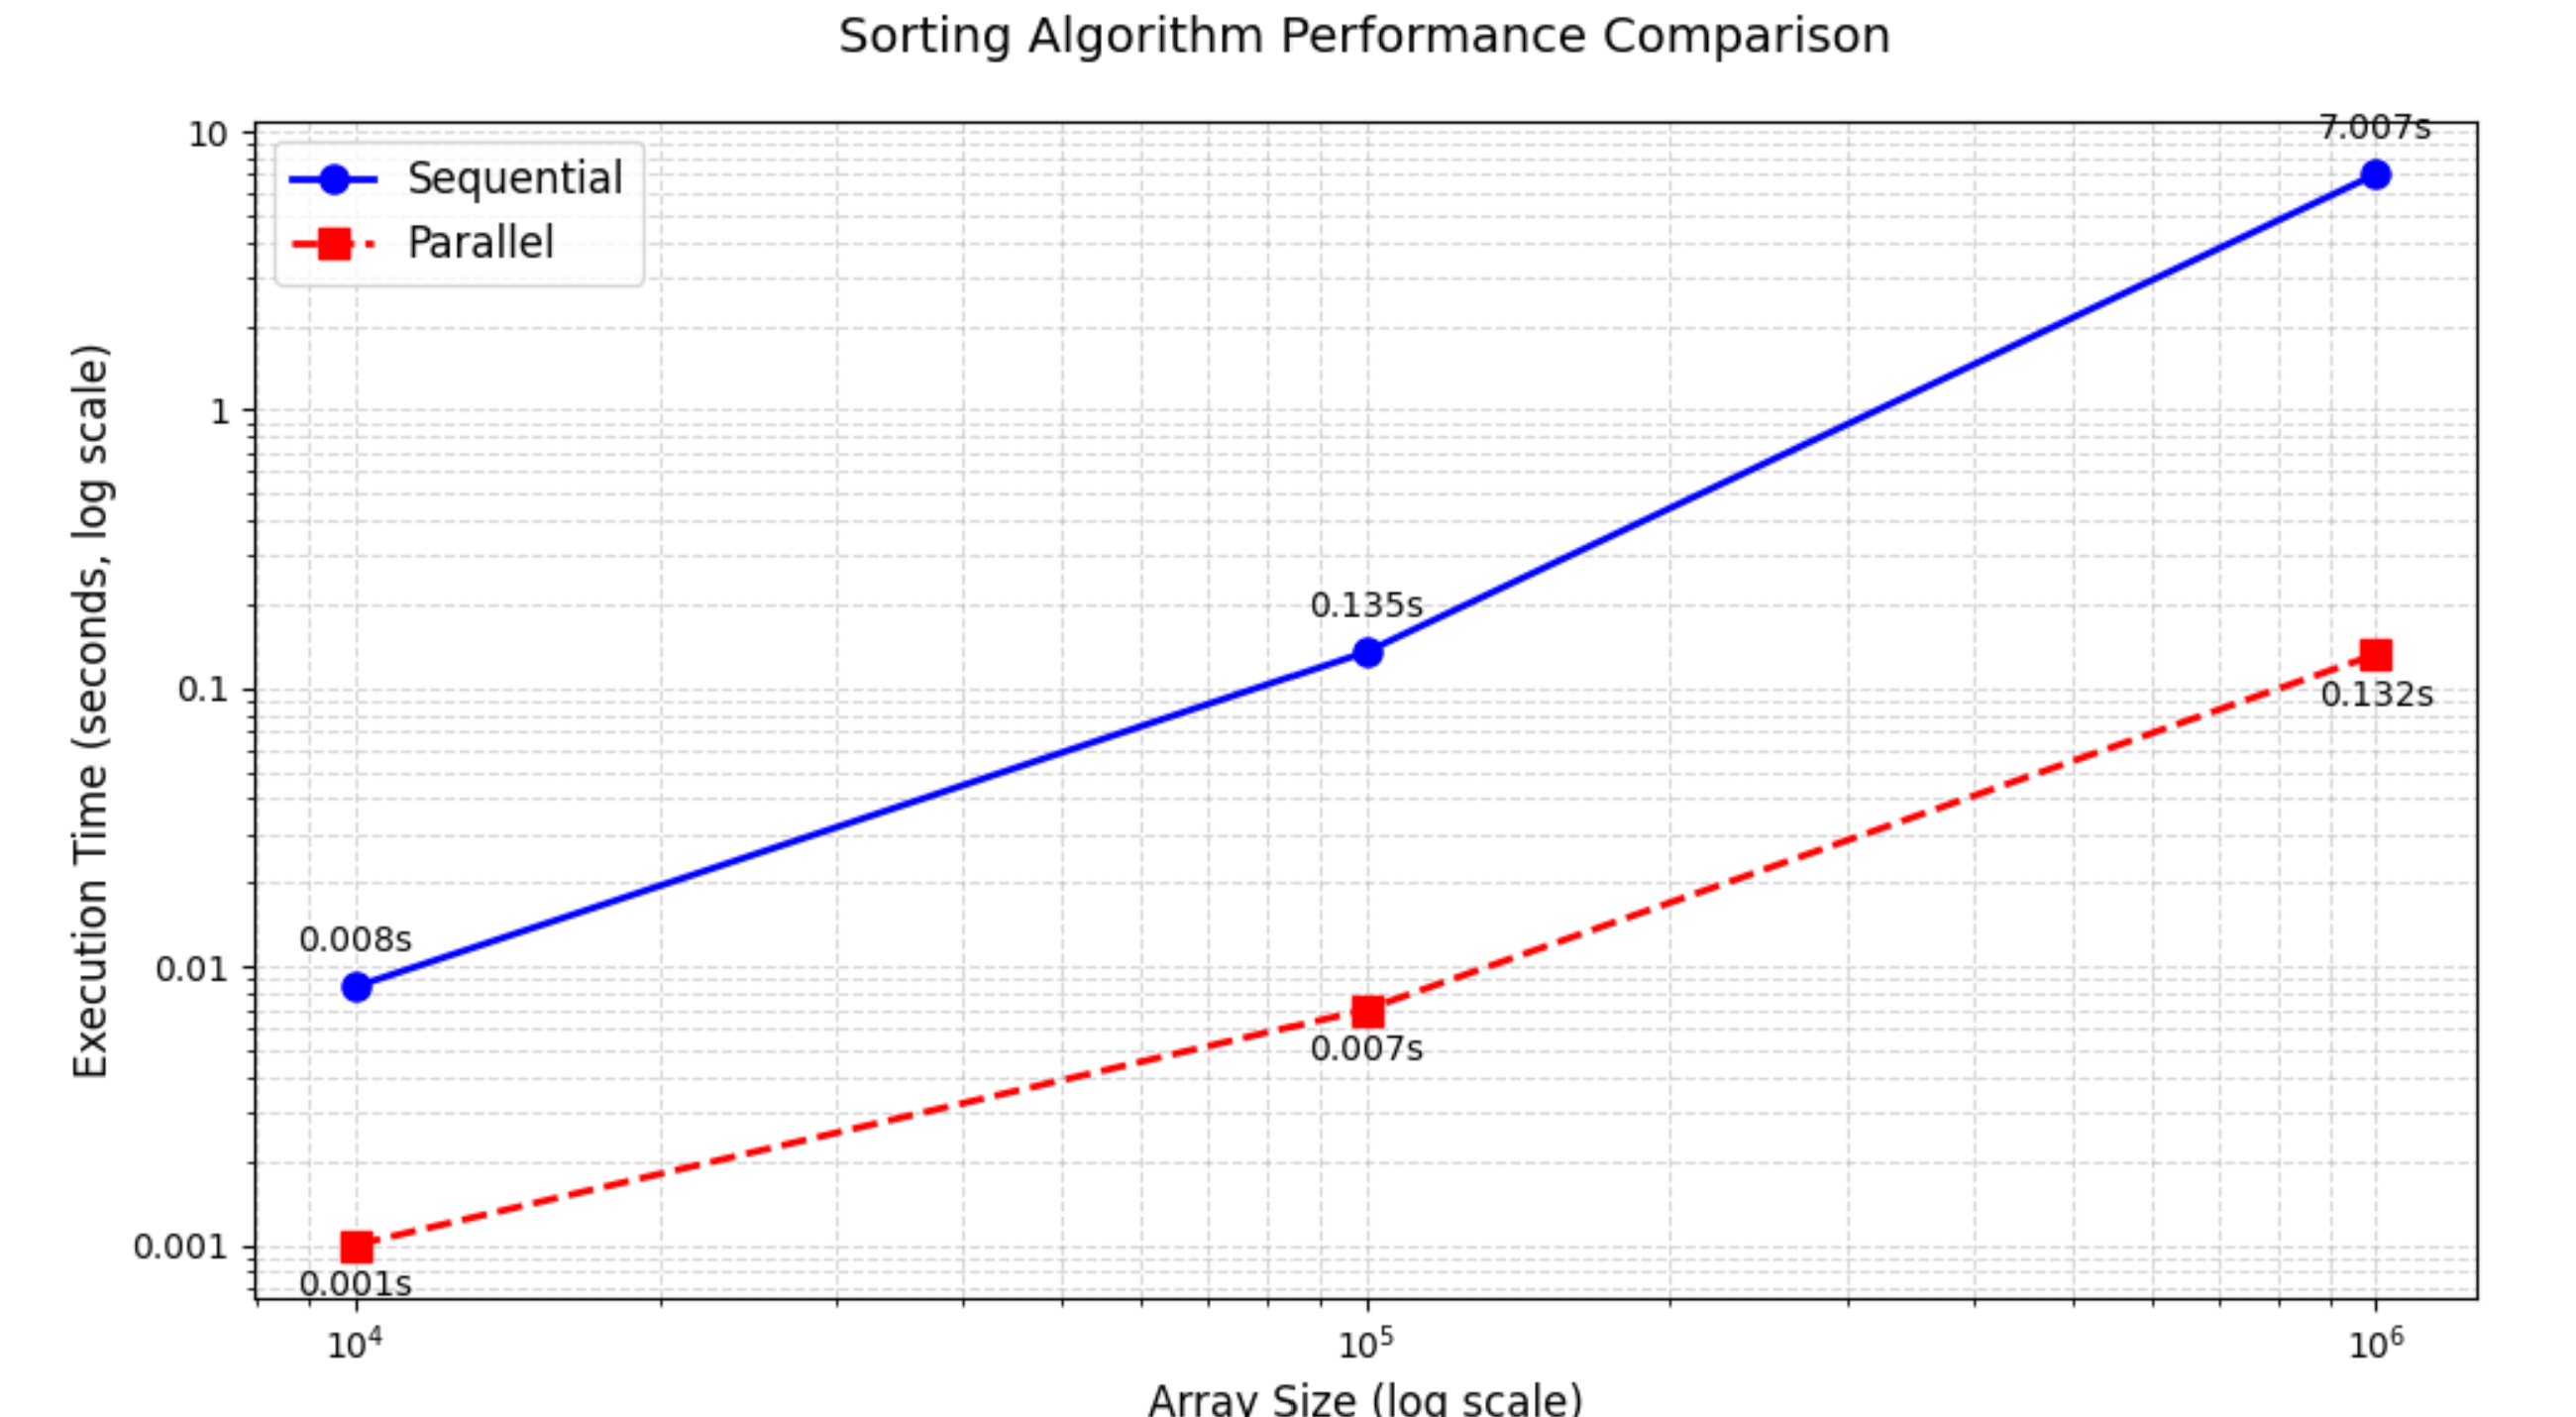 Sorting Algorithm Performance Comparison
10
7.007s
Sequential
Parallel
1
0.135s
0.1
0.132s
0.008s
0.01
0.007s
0.001
0.001s
10⁴
10⁵
10⁶
Execution Time (seconds, log scale)
Array Size (log scale)